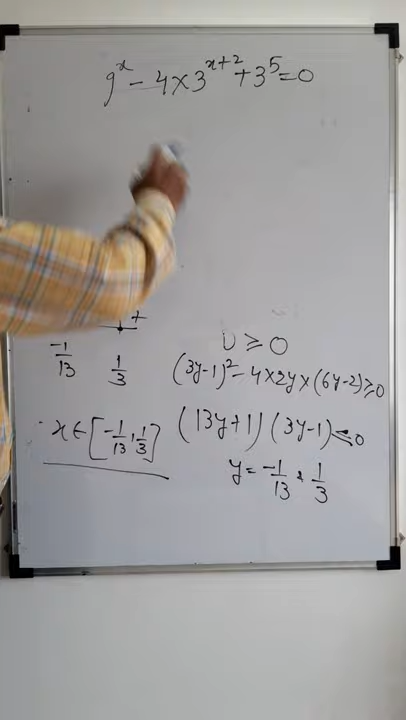 9^x - 4×3^{x+2} + 3^5 = 0
+
-1/13 1/3
D ≥ 0
(3y-1)^2 - 4×2y×(6y-2) ≥ 0
x ∈ [-1/13, 1/3]
(13y+1)(3y-1) ≤ 0
y = -1/13, 1/3